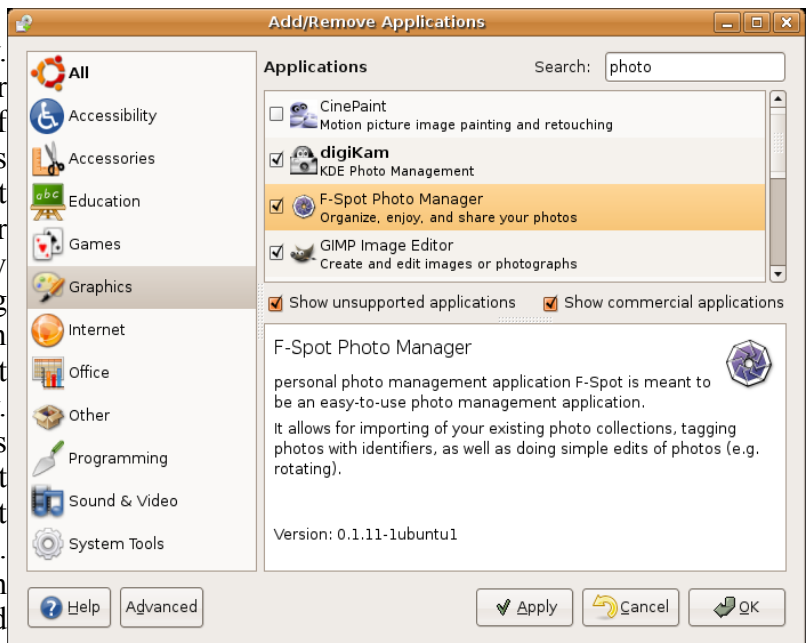 Add/Remove Applications
All
Accessibility
Accessories
abc
Education
Games
Graphics
Internet
Office
Other
Programming
Sound & Video
System Tools
Applications
Search: photo
CinePaint
Motion picture image painting and retouching
digiKam
KDE Photo Management
F-Spot Photo Manager
Organize, enjoy, and share your photos
GIMP Image Editor
Create and edit images or photographs
Show unsupported applications Show commercial applications
F-Spot Photo Manager
personal photo management application F-Spot is meant to
be an easy-to-use photo management application.
It allows for importing of your existing photo collections, tagging
photos with identifiers, as well as doing simple edits of photos (e.g.
rotating).
Version: 0.1.11-1ubuntu1
Help Advanced Apply Cancel OK